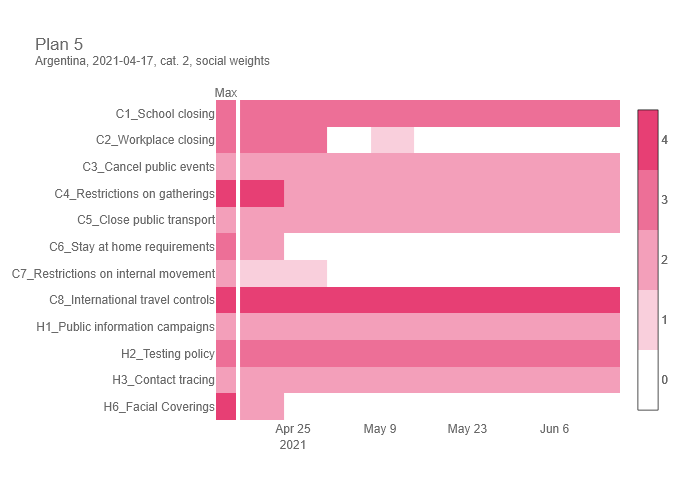 Plan 5
Argentina, 2021-04-17, cat. 2, social weights
Max
C1_School closing
C2_Workplace closing
C3_Cancel public events
C4_Restrictions on gatherings
C5_Close public transport
C6_Stay at home requirements
C7_Restrictions on internal movement
C8_International travel controls
H1_Public information campaigns
H2_Testing policy
H3_Contact tracing
H6_Facial Coverings
Apr 25 May 9 May 23 Jun 6
2021
4
3
2
1
0